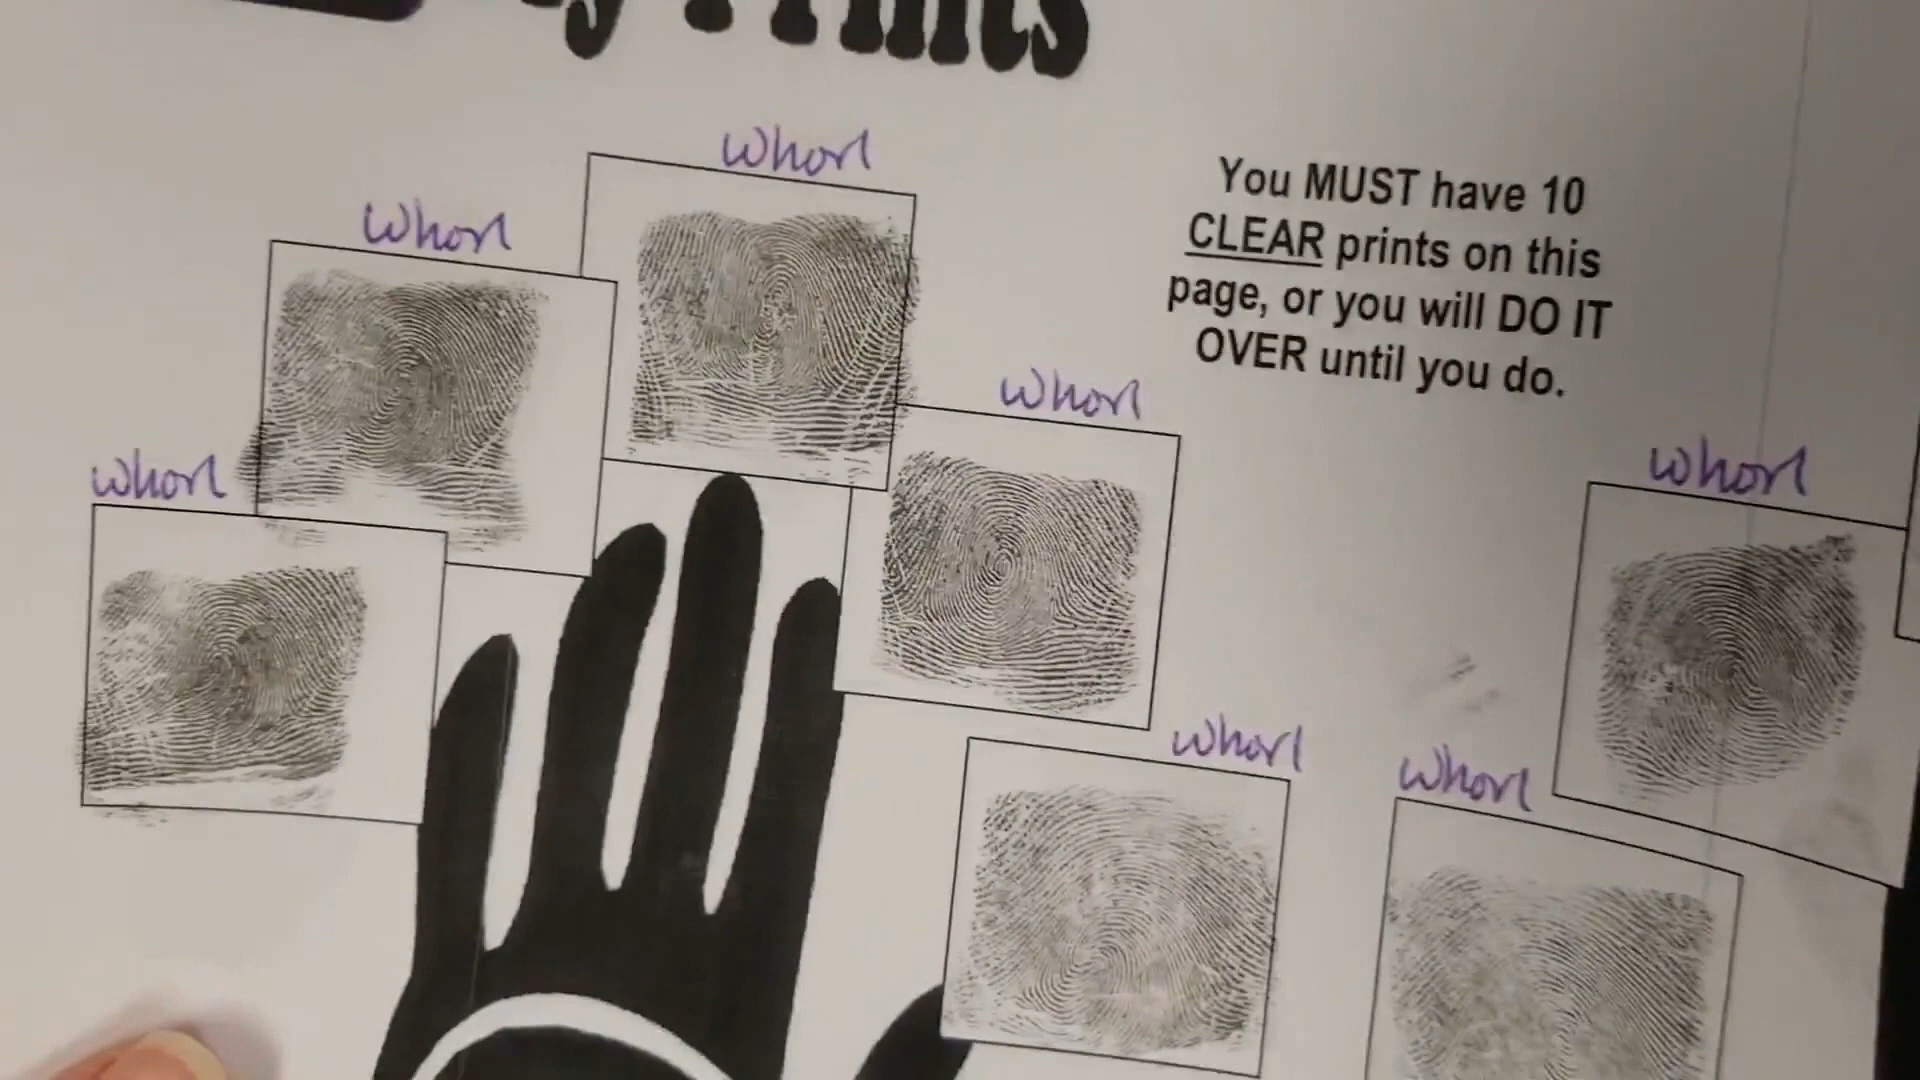 Prints
You MUST have 10
CLEAR prints on this
page, or you will DO IT
OVER until you do.
Whorl
Whorl
Whorl
Whorl
Whorl
Whorl
Whorl